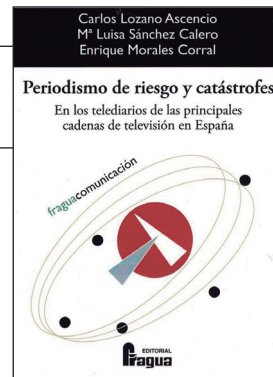 Carlos Lozano Ascencio
Mª Luisa Sánchez Calero
Enrique Morales Corral
Periodismo de riesgo y catástrofes
En los telediarios de las principales
cadenas de televisión en España
fraguacomunicación
EDITORIAL
fragua